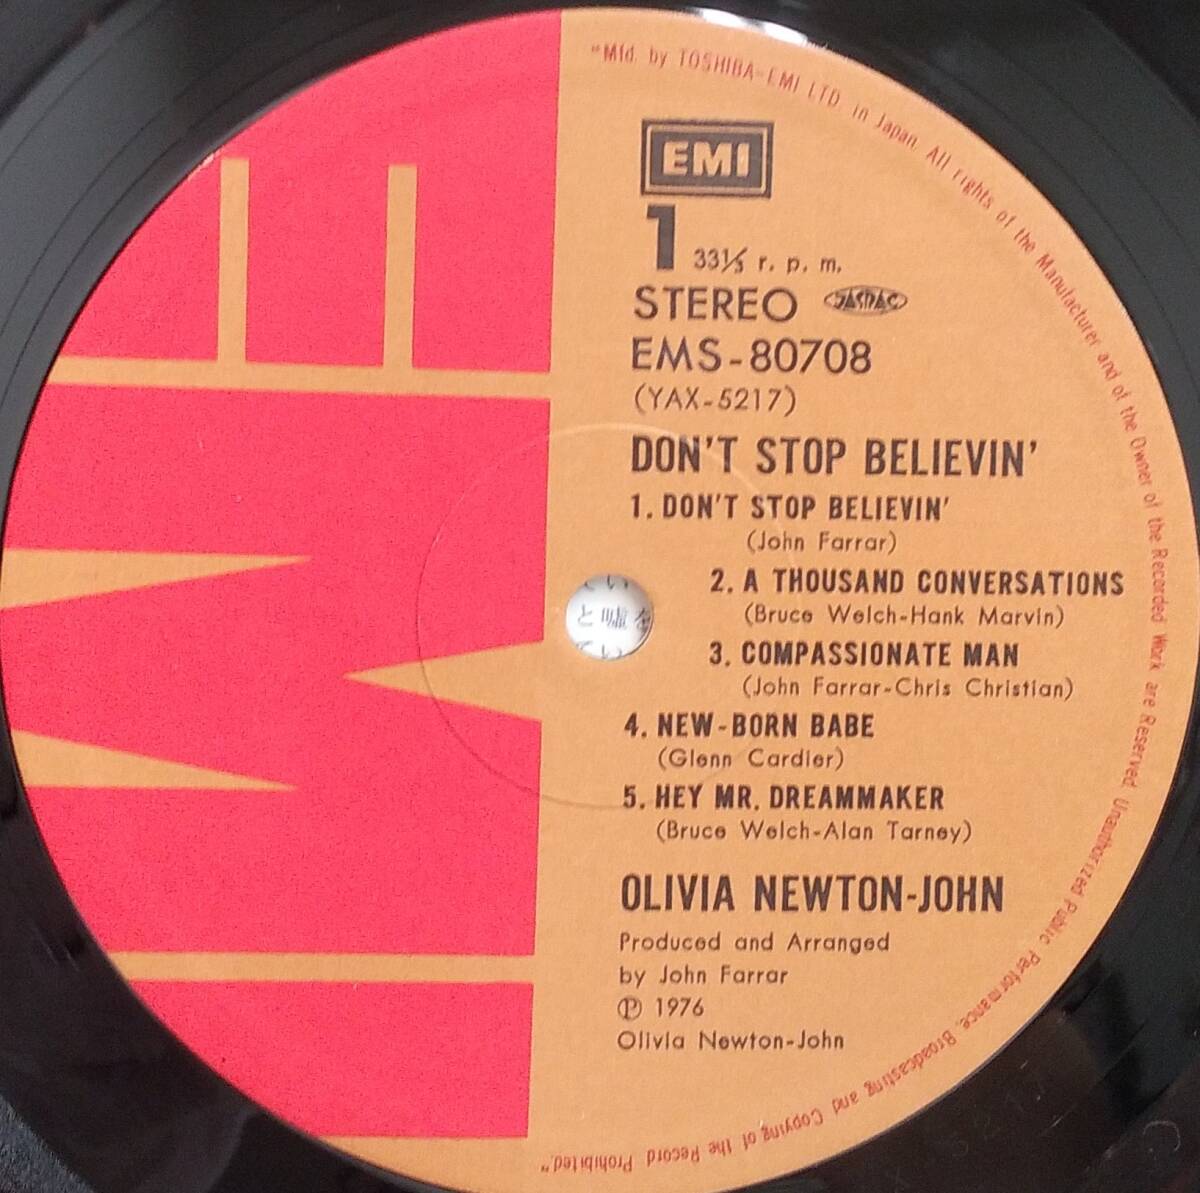 "Mfd. by TOSHIBA-EMI LTD. in Japan. All rights of the Manufacturer and of the Owner of the Recorded Work are Reserved. Unauthorized Public Performance, Broadcasting and Copying of the Record Prohibited."
EMI
1 33⅓ r. p. m.
STEREO JASRAC
EMS-80708
(YAX-5217)
DON'T STOP BELIEVIN'
1. DON'T STOP BELIEVIN'
(John Farrar)
2. A THOUSAND CONVERSATIONS
(Bruce Welch-Hank Marvin)
3. COMPASSIONATE MAN
(John Farrar-Chris Christian)
4. NEW-BORN BABE
(Glenn Cardier)
5. HEY MR. DREAMMAKER
(Bruce Welch-Alan Tarney)
OLIVIA NEWTON-JOHN
Produced and Arranged
by John Farrar
Ⓟ 1976
Olivia Newton-John
EMI
と嘘